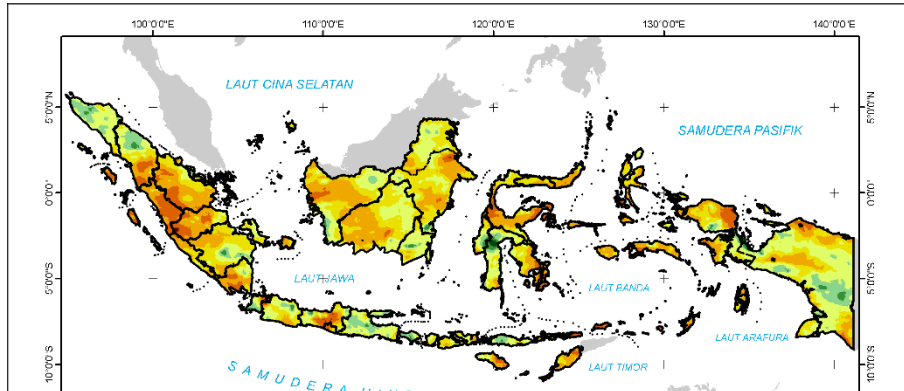 100°0'0"E 110°0'0"E 120°0'0"E 130°0'0"E 140°0'0"E
LAUT CINA SELATAN
5°0'0"N 5°0'0"N
SAMUDERA PASIFIK
0°0'0" 0°0'0"
LAUT JAWA
5°0'0"S 5°0'0"S
LAUT BANDA
LAUT ARAFURA
10°0'0"S 10°0'0"S
LAUT TIMOR
SAMUDERA